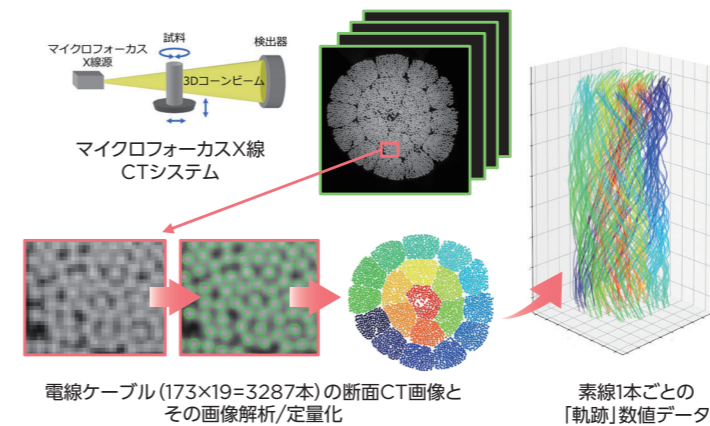 マイクロフォーカス
X線源
試料
3Dコーンビーム
検出器
マイクロフォーカスX線
CTシステム
電線ケーブル(173×19=3287本)の断面CT画像と
その画像解析/定量化
素線1本ごとの
「軌跡」数値データ